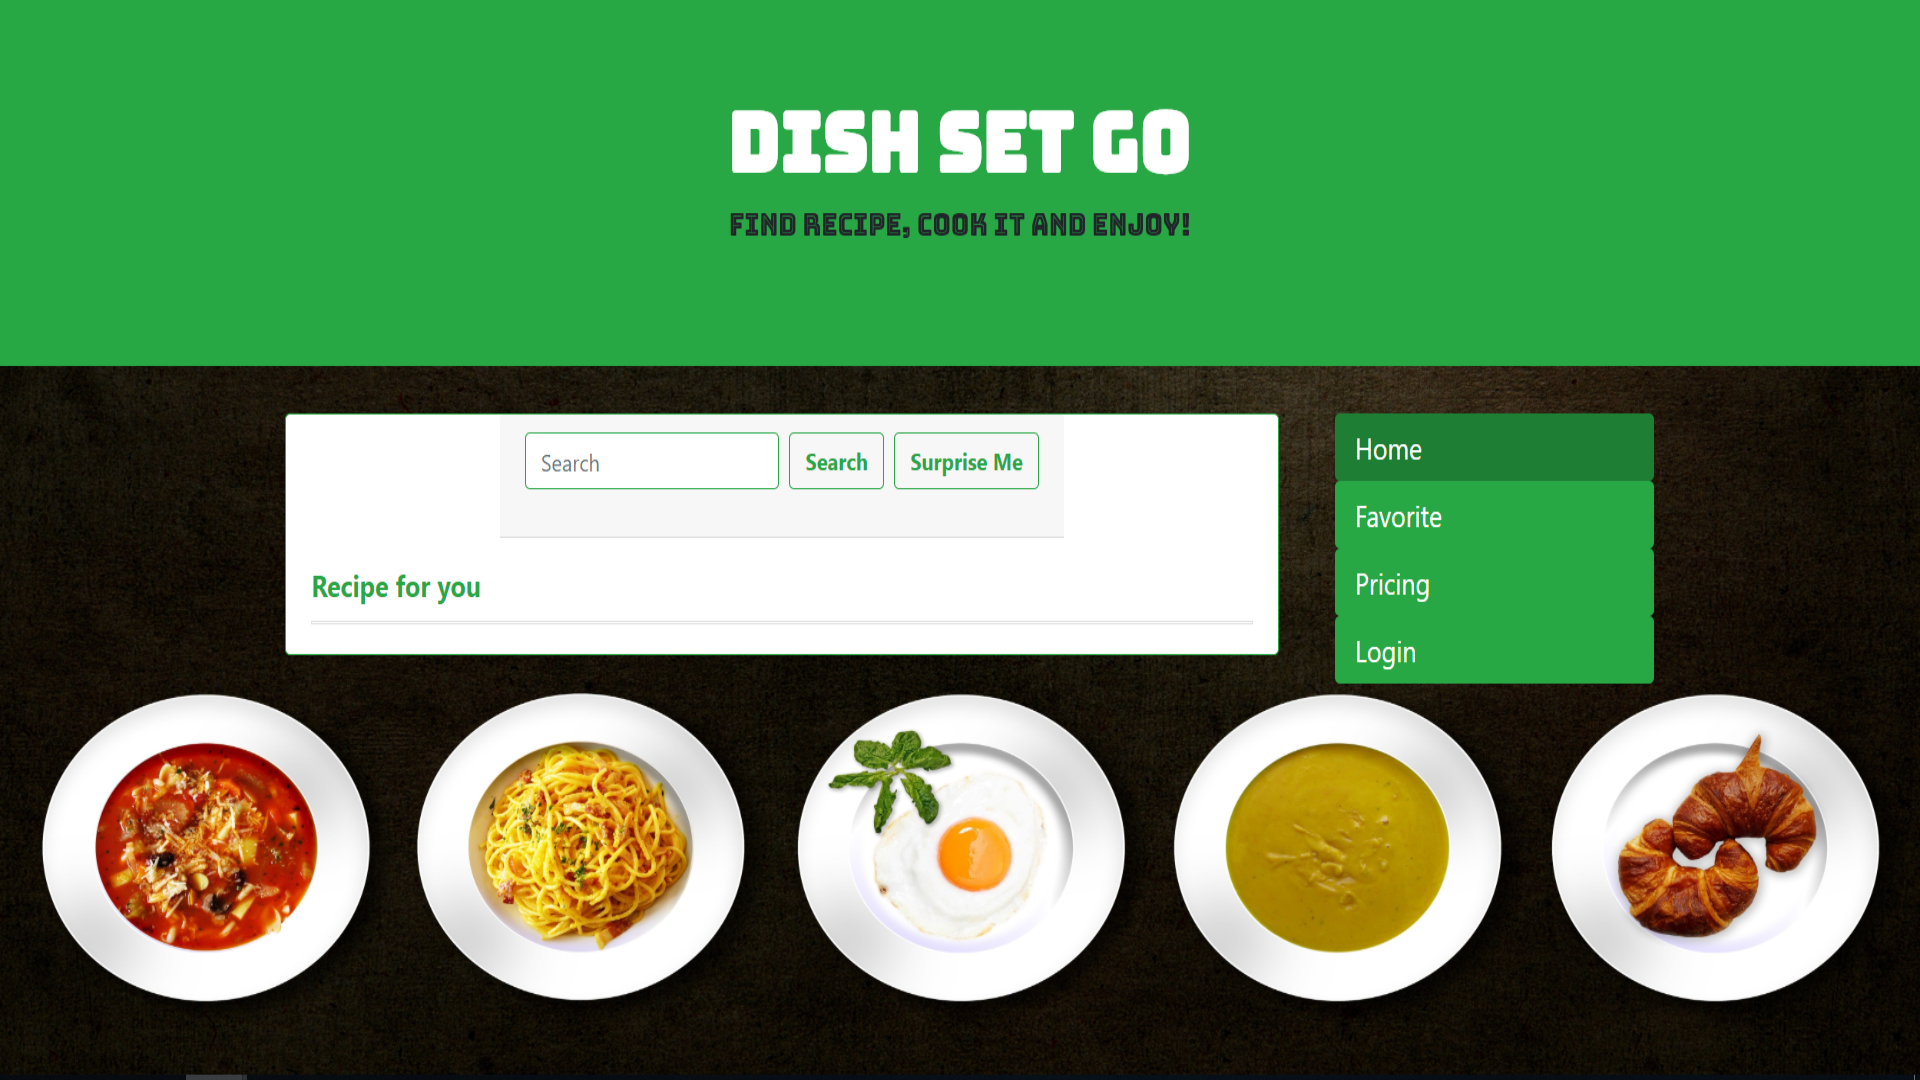 DISH SET GO
FIND RECIPE, COOK IT AND ENJOY!
Search Search Surprise Me
Recipe for you
Home
Favorite
Pricing
Login